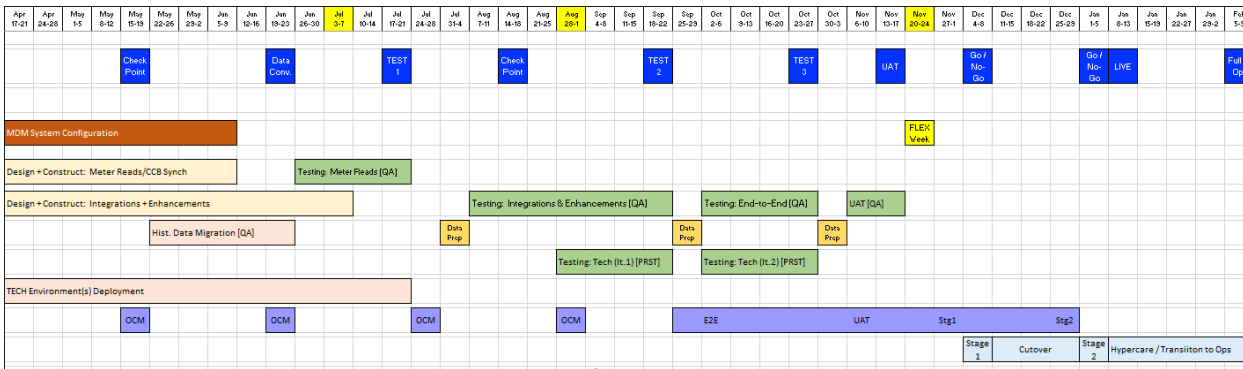 Apr Apr May May May May May Jun Jun Jun Jun Jul Jul Jul Jul Jul Aug Aug Aug Aug Sep Sep Sep Sep Oct Oct Oct Oct Oct Nov Nov Nov Nov Dec Dec Dec Dec Jan Jan Jan Jan Jan Feb
17-21 24-28 1-5 8-12 15-19 22-26 29-2 5-9 12-16 19-23 26-30 3-7 10-14 17-21 24-28 31-4 7-11 14-18 21-25 28-1 4-8 11-15 18-22 25-29 2-6 9-13 16-20 23-27 30-3 6-10 13-17 20-24 27-1 4-8 11-15 18-22 25-29 1-5 8-13 15-19 22-27 29-2
Check Data TEST Check TEST TEST UAT Go / Go / LIVE Full
Point Conv. 1 Point 2 3 No- No- Op
Go Go
MDM System Configuration FLEX
Week
Design + Construct: Meter Reads/CCB Synch Testing: Meter Reads [QA]
Design + Construct: Integrations + Enhancements Testing: Integrations & Enhancements [QA] Testing: End-to-End [QA] UAT [QA]
Hist. Data Migration [QA] Data Data Data
Prep Prep Prep
Testing: Tech (It.1) [PRST] Testing: Tech (It.2) [PRST]
TECH Environment(s) Deployment
OCM OCM OCM OCM E2E UAT Stg1 Stg2
Stage Cutover Stage Hypercare / Transiiton to Ops
1 2